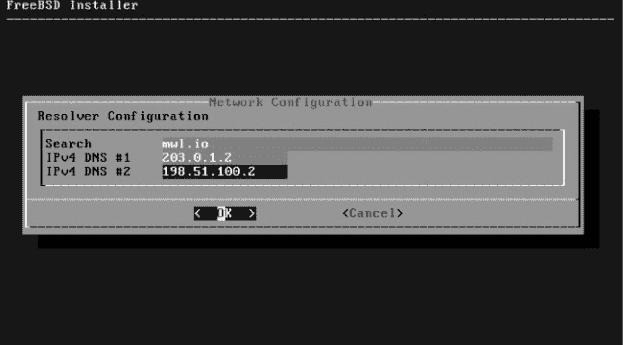 FreeBSD Installer
Network Configuration
Resolver Configuration
Search mwl.io
IPv4 DNS #1 203.0.1.2
IPv4 DNS #2 198.51.100.2
< OK > <Cancel>